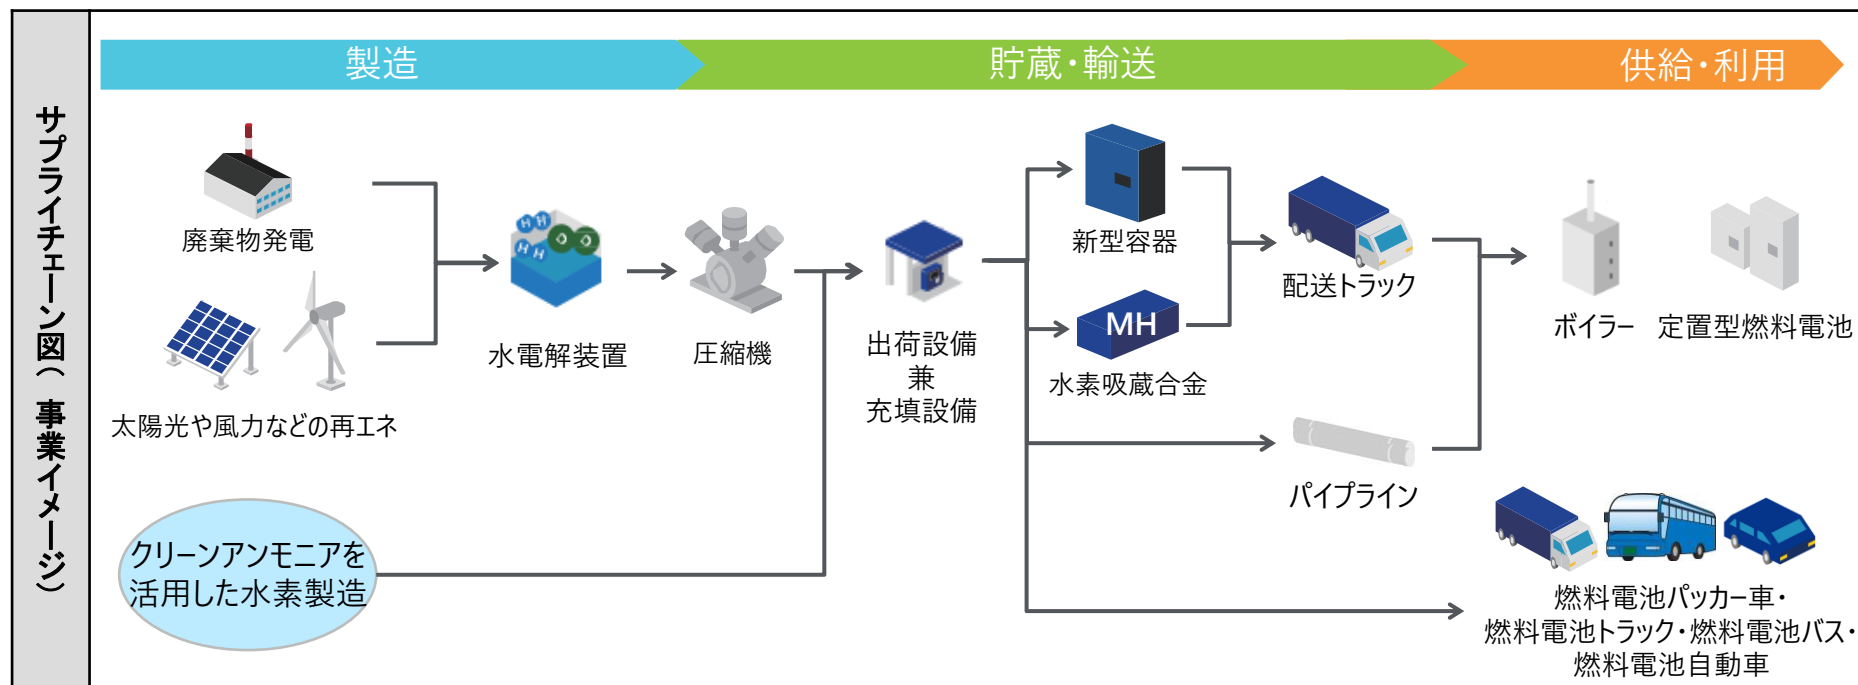 サプライチェーン図(事業イメージ)
製造
貯蔵・輸送
供給・利用
廃棄物発電
太陽光や風力などの再エネ
クリーンアンモニアを
活用した水素製造
H H
O O
H H
水電解装置
圧縮機
出荷設備
兼
充填設備
新型容器
MH
水素吸蔵合金
配送トラック
パイプライン
ボイラー
定置型燃料電池
燃料電池パッカー車・
燃料電池トラック・燃料電池バス・
燃料電池自動車